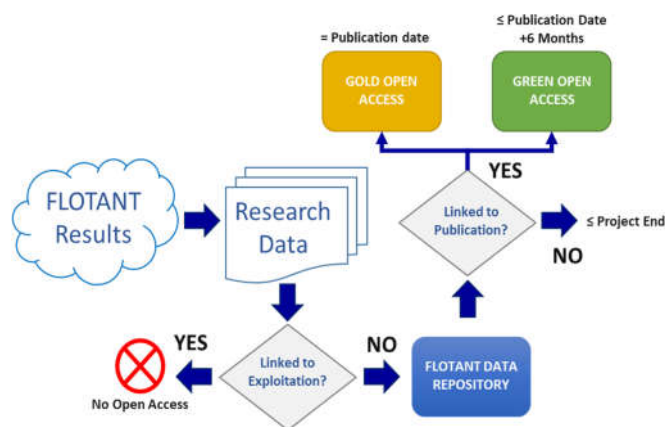 = Publication date
≤ Publication Date
+6 Months
GOLD OPEN
ACCESS
GREEN OPEN
ACCESS
YES
FLOTANT
Results
Research
Data
Linked to
Publication?
≤ Project End
NO
YES
Linked to
Exploitation?
NO
FLOTANT DATA
REPOSITORY
No Open Access